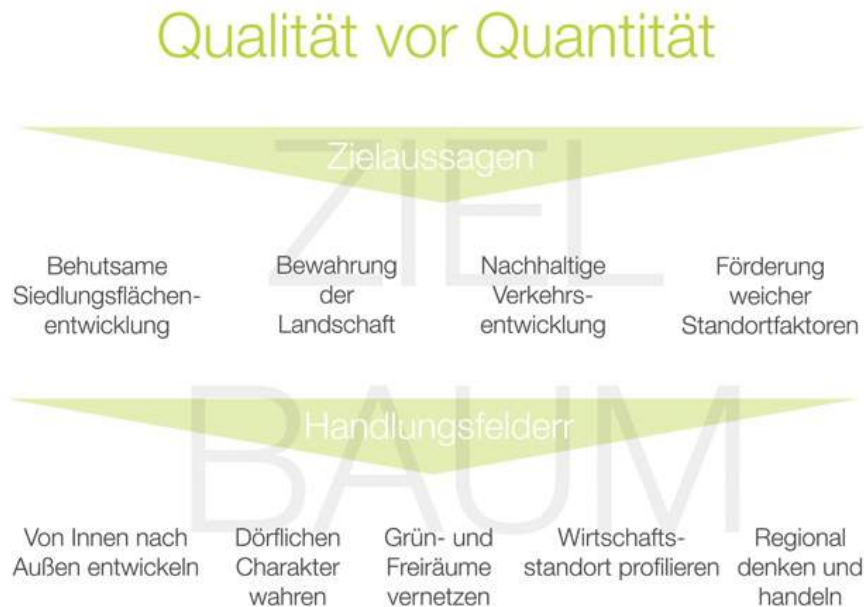 Qualität vor Quantität
Zielaussagen
ZIEL
Behutsame
Siedlungsflächen-
entwicklung
Bewahrung
der
Landschaft
Nachhaltige
Verkehrs-
entwicklung
Förderung
weicher
Standortfaktoren
Handlungsfelderr
BAUM
Von Innen nach
Außen entwickeln
Dörflichen
Charakter
wahren
Grün- und
Freiräume
vernetzen
Wirtschafts-
standort profilieren
Regional
denken und
handeln